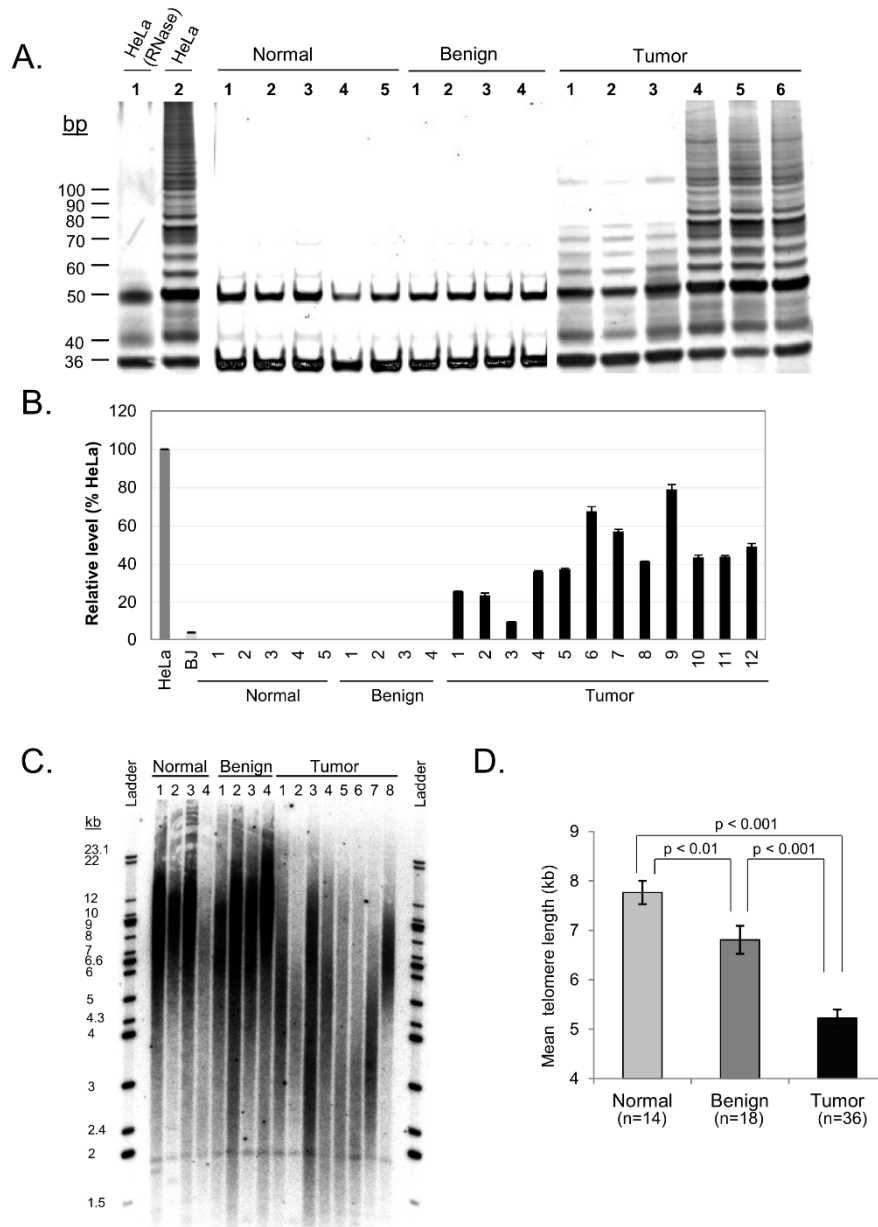 A.
HeLa (RNase)
HeLa
Normal Benign Tumor
1 2 1 2 3 4 5 1 2 3 4 1 2 3 4 5 6
bp
100
90
80
70
60
50
40
36
B.
Relative level (% HeLa)
120
100
80
60
40
20
0
HeLa BJ 1 2 3 4 5 1 2 3 4 1 2 3 4 5 6 7 8 9 10 11 12
Normal Benign Tumor
C.
Ladder Normal Benign Tumor Ladder
1 2 3 4 1 2 3 4 1 2 3 4 5 6 7 8
kb
23.1
22
12
10
9
8
7
6.6
6
5
4.3
4
3
2.4
2
1.5
D.
Mean telomere length (kb)
p < 0.001
p < 0.01 p < 0.001
9
8
7
6
5
4
Normal Benign Tumor
(n=14) (n=18) (n=36)